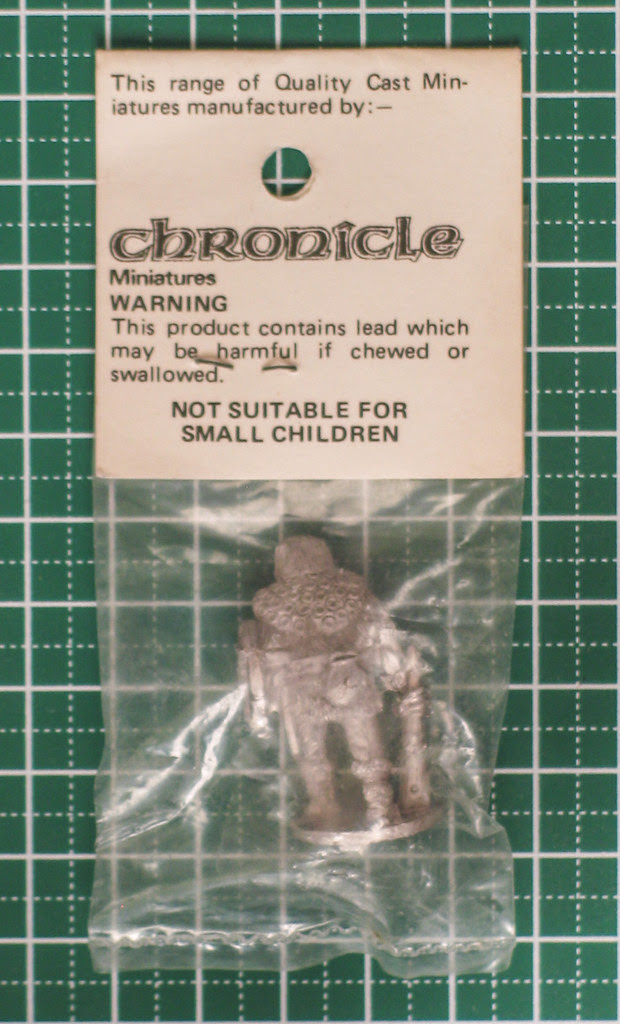 This range of Quality Cast Min-
iatures manufactured by:—
chronicle
Miniatures
WARNING
This product contains lead which
may be harmful if chewed or
swallowed.
NOT SUITABLE FOR
SMALL CHILDREN